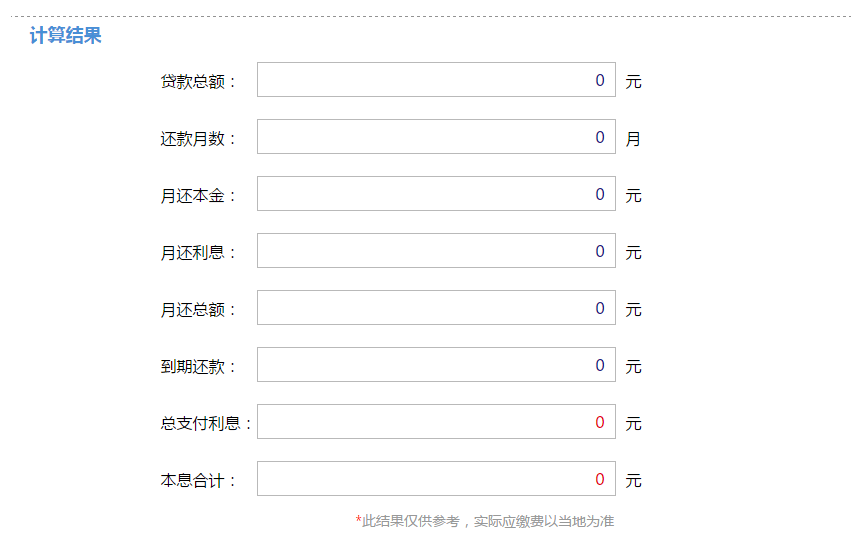 计算结果
贷款总额： 0 元
还款月数： 0 月
月还本金： 0 元
月还利息： 0 元
月还总额： 0 元
到期还款： 0 元
总支付利息： 0 元
本息合计： 0 元
*此结果仅供参考，实际应缴费以当地为准